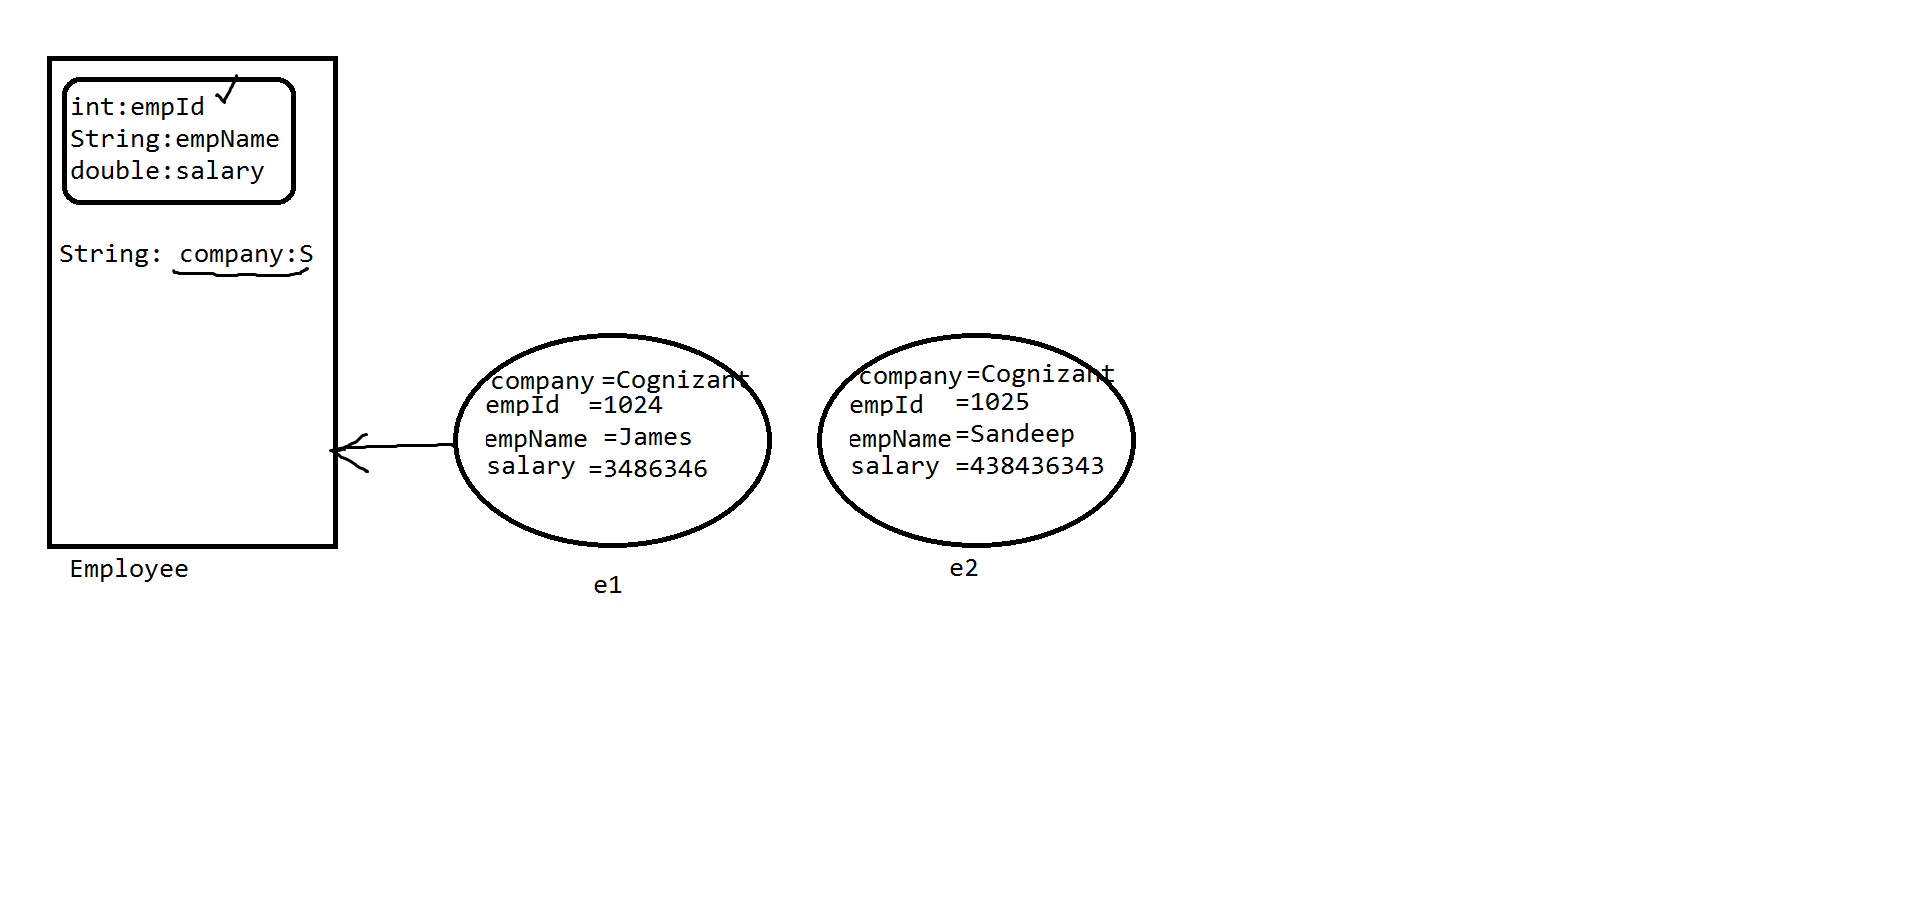 int:empId
String:empName
double:salary
String: company:S
Employee
company =Cognizant
empId =1024
empName =James
salary =3486346
e1
company=Cognizant
empId =1025
empName=Sandeep
salary =438436343
e2